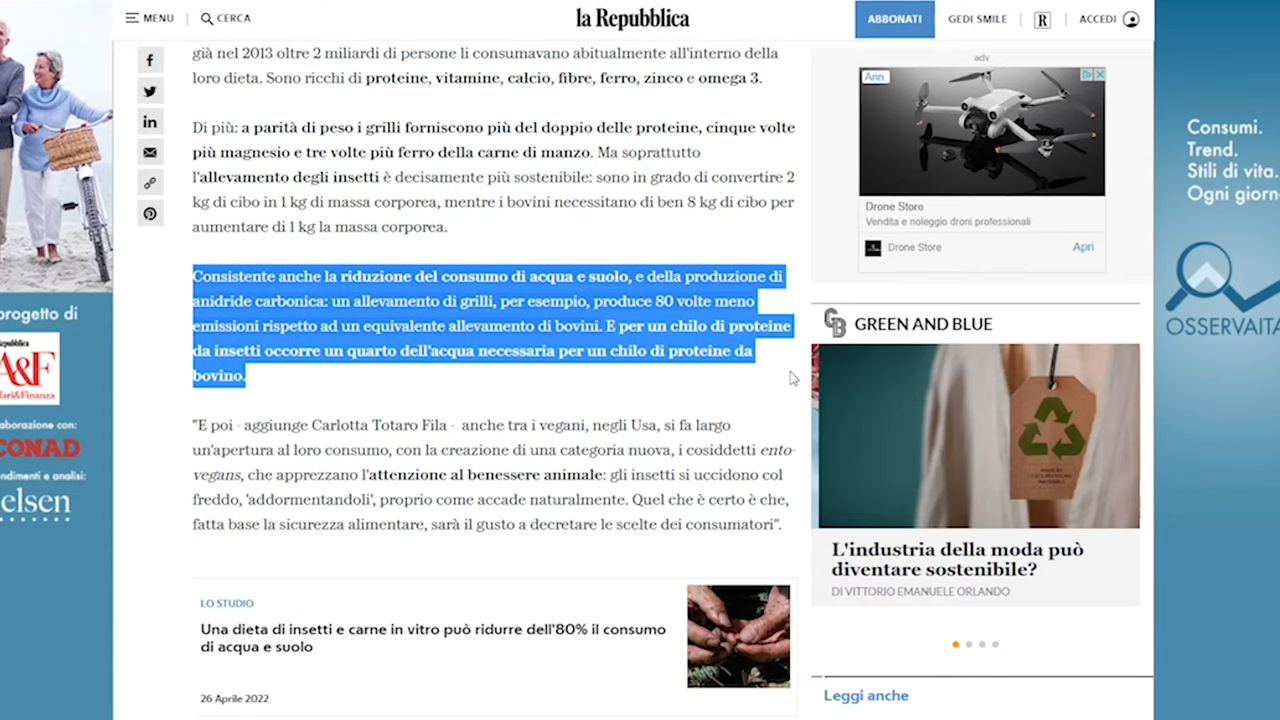 MENU
CERCA
la Repubblica
ABBONATI
GEDI SMILE
R
ACCEDI
già nel 2013 oltre 2 miliardi di persone li consumavano abitualmente all'interno della
loro dieta. Sono ricchi di proteine, vitamine, calcio, fibre, ferro, zinco e omega 3.
Di più: a parità di peso i grilli forniscono più del doppio delle proteine, cinque volte
più magnesio e tre volte più ferro della carne di manzo. Ma soprattutto
l'allevamento degli insetti è decisamente più sostenibile: sono in grado di convertire 2
kg di cibo in 1 kg di massa corporea, mentre i bovini necessitano di ben 8 kg di cibo per
aumentare di 1 kg la massa corporea.
Consistente anche la riduzione del consumo di acqua e suolo, e della produzione di
anidride carbonica: un allevamento di grilli, per esempio, produce 80 volte meno
emissioni rispetto ad un equivalente allevamento di bovini. E per un chilo di proteine
da insetti occorre un quarto dell'acqua necessaria per un chilo di proteine da
bovino.
"E poi - aggiunge Carlotta Totaro Fila - anche tra i vegani, negli Usa, si fa largo
un'apertura al loro consumo, con la creazione di una categoria nuova, i cosiddetti ento-
vegans, che apprezzano l'attenzione al benessere animale: gli insetti si uccidono col
freddo, 'addormentandoli', proprio come accade naturalmente. Quel che è certo è che,
fatta base la sicurezza alimentare, sarà il gusto a decretare le scelte dei consumatori".
LO STUDIO
Una dieta di insetti e carne in vitro può ridurre dell'80% il consumo
di acqua e suolo
26 Aprile 2022
adv
Ann.
Drone Store
Vendita e noleggio droni professionali
Drone Store
Apri
GB
GREEN AND BLUE
L'industria della moda può
diventare sostenibile?
DI VITTORIO EMANUELE ORLANDO
Leggi anche
progetto di
epubblica
A&F
fari&Finanza
aborazione con:
CONAD
ndimenti e analisi:
elsen
Consumi.
Trend.
Stili di vita.
Ogni giorn
OSSERVAITA